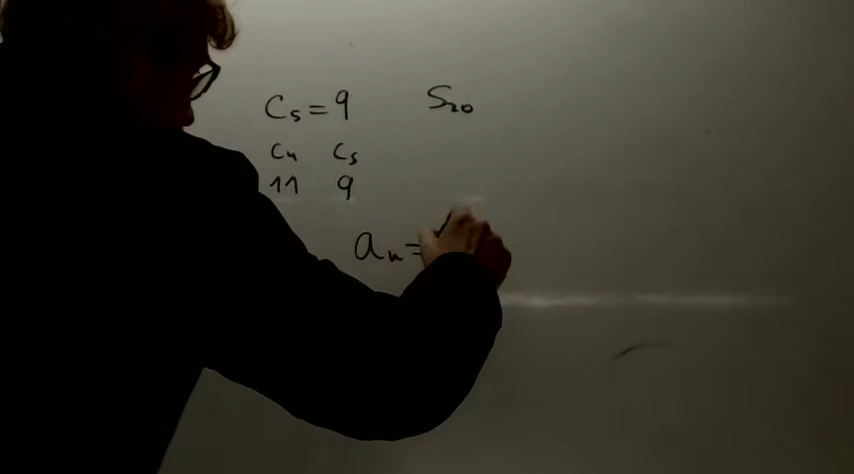 C₅ = 9 S₂₀
C₄ C₅
11 9
aₙ =